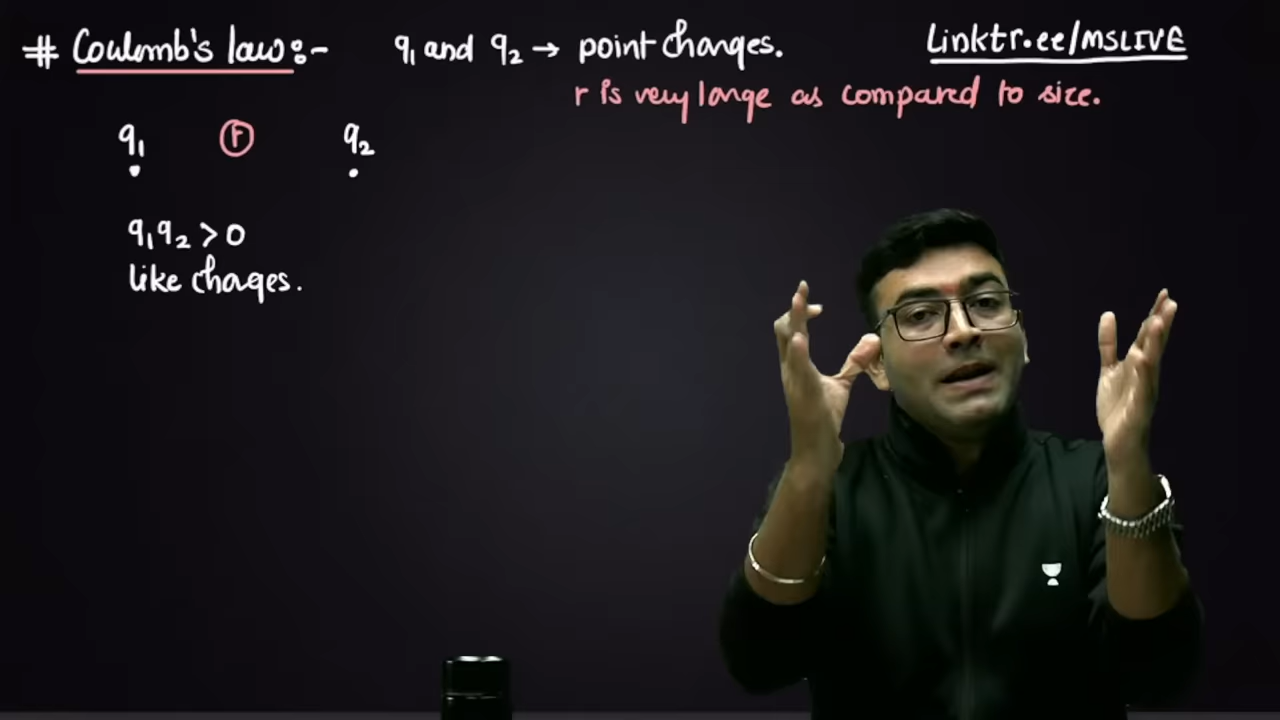 # Coulomb's law:- q₁ and q₂ → point charges. Linktr.ee/MSLIVE
r is very large as compared to size.
q₁ F q₂
q₁q₂ > 0
like chages.